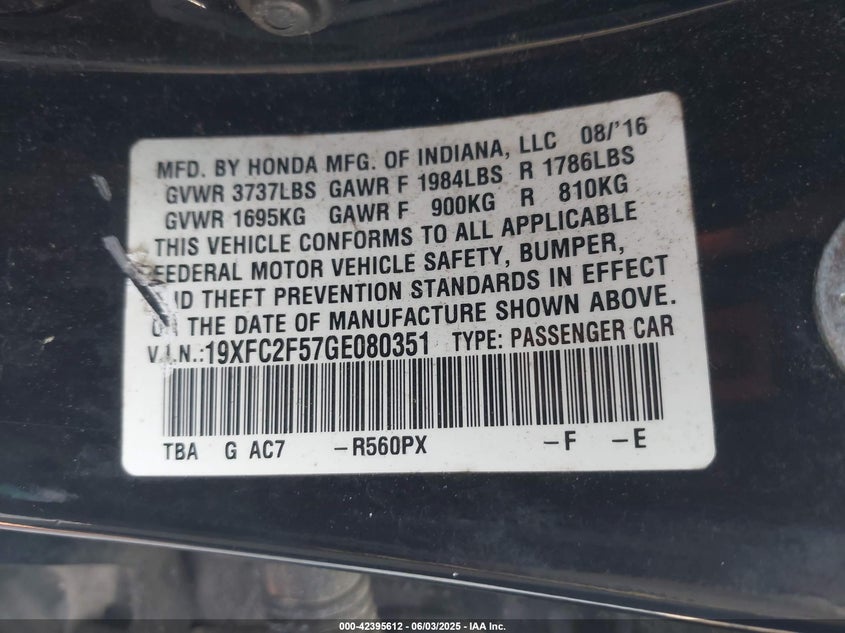 MFD. BY HONDA MFG. OF INDIANA, LLC 08/'16
GVWR 3737LBS GAWR F 1984LBS R 1786LBS
GVWR 1695KG GAWR F 900KG R 810KG
THIS VEHICLE CONFORMS TO ALL APPLICABLE
FEDERAL MOTOR VEHICLE SAFETY, BUMPER,
ND THEFT PREVENTION STANDARDS IN EFFECT
THE DATE OF MANUFACTURE SHOWN ABOVE.
V.I.N.:19XFC2F57GE080351 TYPE: PASSENGER CAR
TBA G AC7 –R560PX –F –E
000-42395612 - 06/03/2025 - IAA Inc.